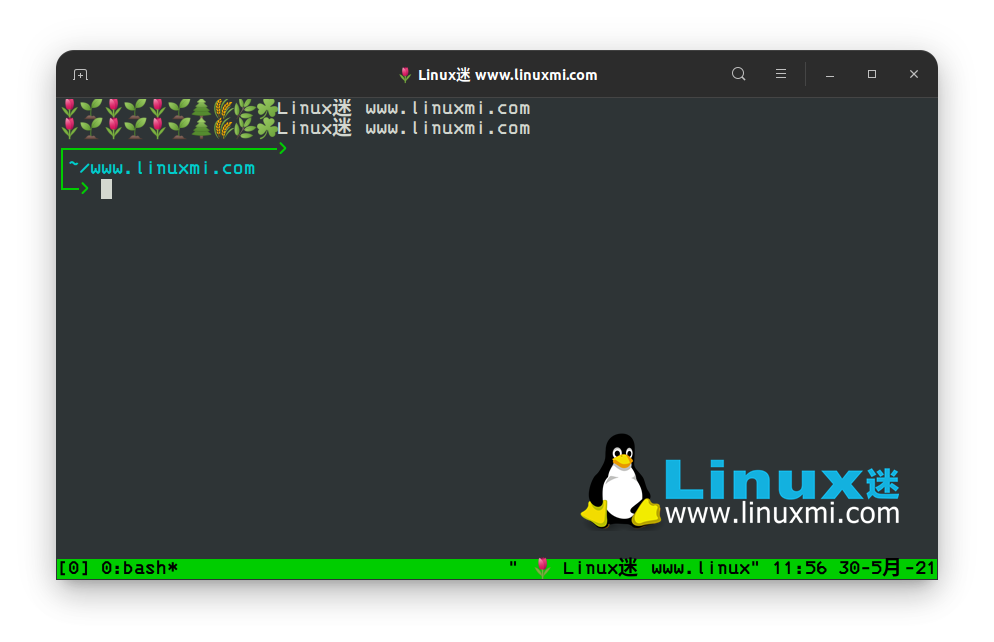 🌷 Linux迷 www.linuxmi.com
🌷🌱🌷🌱🌷🌱🌲🌾🌿☘Linux迷 www.linuxmi.com
🌷🌱🌷🌱🌷🌱🌲🌾🌿☘Linux迷 www.linuxmi.com
~/www.linuxmi.com
Linux迷
www.linuxmi.com
[0] 0:bash* " 🌷 Linux迷 www.linux" 11:56 30-5月-21